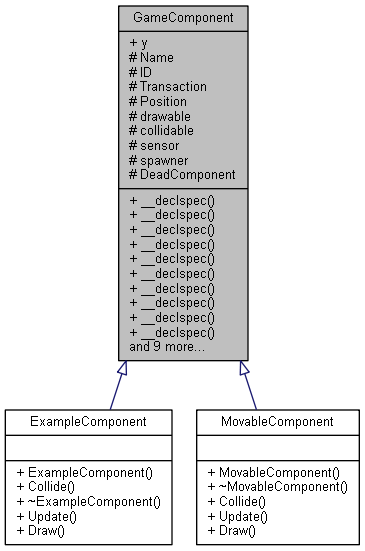 GameComponent
+ y
# Name
# ID
# Transaction
# Position
# drawable
# collidable
# sensor
# spawner
# DeadComponent
+ __declspec()
+ __declspec()
+ __declspec()
+ __declspec()
+ __declspec()
+ __declspec()
+ __declspec()
+ __declspec()
+ __declspec()
+ __declspec()
and 9 more...
ExampleComponent
+ ExampleComponent()
+ Collide()
+ ~ExampleComponent()
+ Update()
+ Draw()
MovableComponent
+ MovableComponent()
+ ~MovableComponent()
+ Collide()
+ Update()
+ Draw()